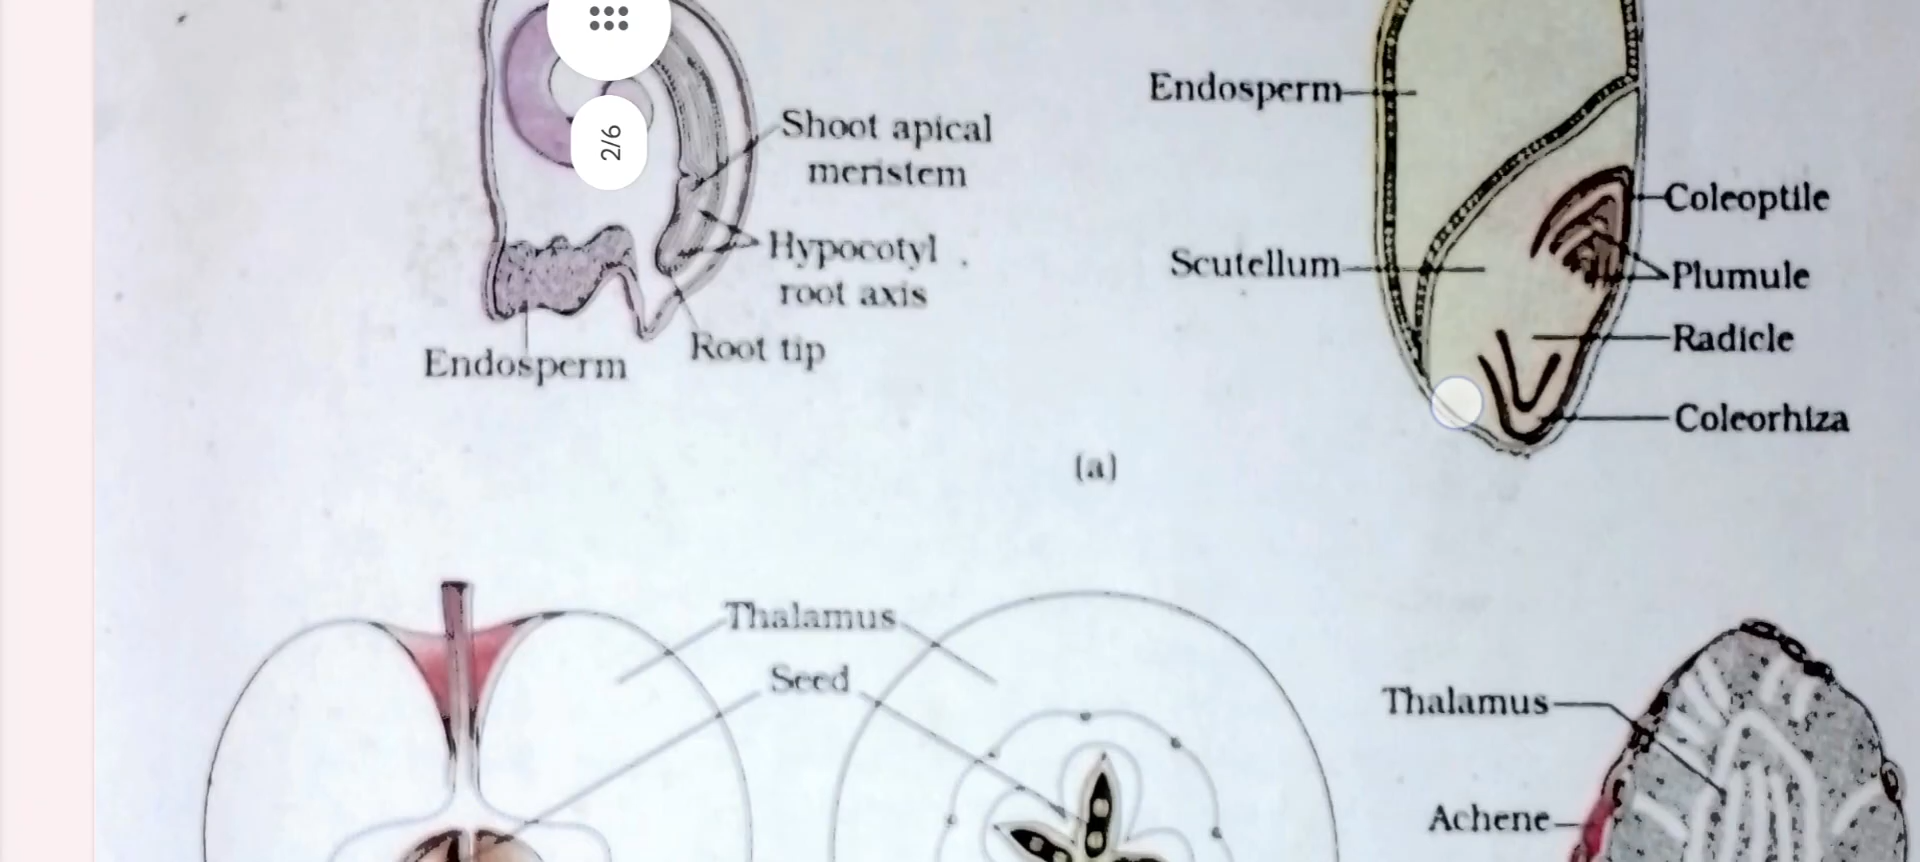 2/6
Endosperm
Shoot apical
meristem
Coleoptile
Hypocotyl
root axis
Scutellum
Plumule
Radicle
Root tip
Endosperm
Coleorhiza
(a)
Thalamus
Seed
Thalamus
Achene